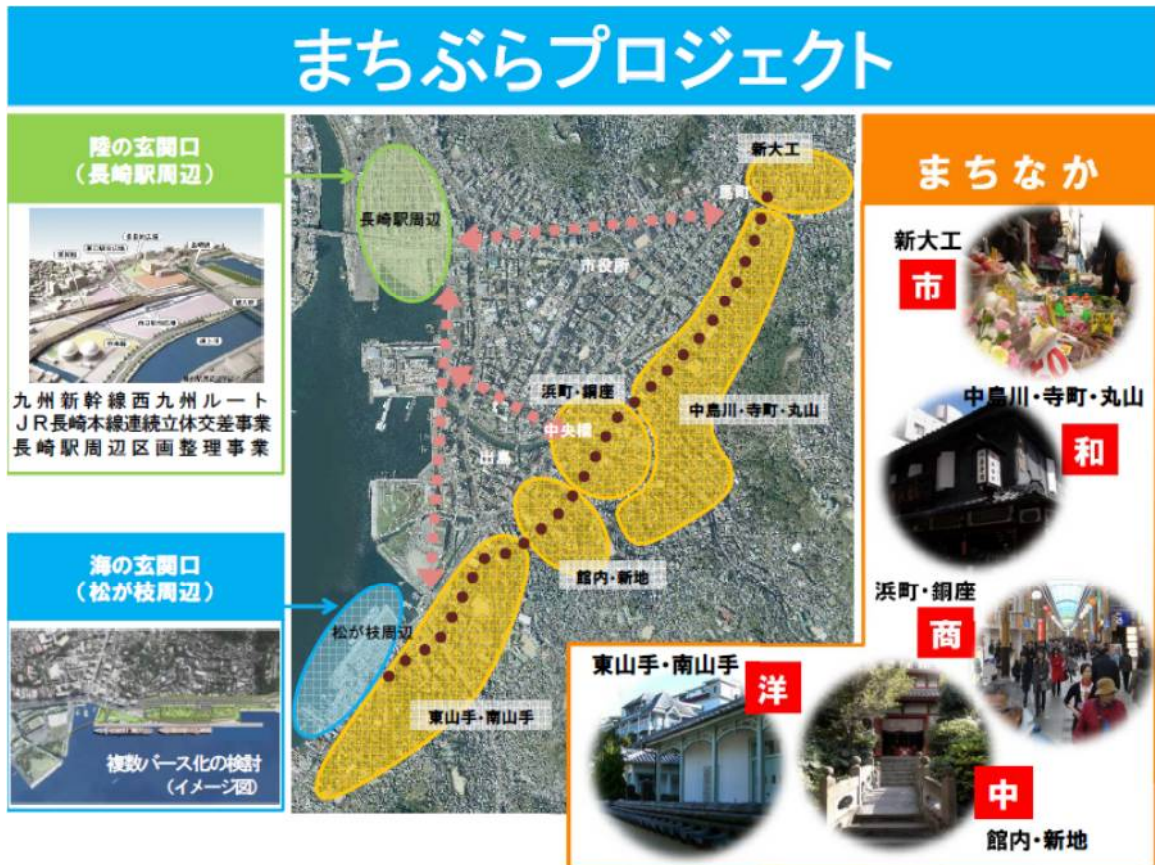 まちぶらプロジェクト
陸の玄関口
（長崎駅周辺）
九州新幹線西九州ルート
JR長崎本線連続立体交差事業
長崎駅周辺区画整理事業
海の玄関口
（松が枝周辺）
複数バース化の検討
（イメージ図）
新大工
長崎駅周辺
市役所
浜町・銅座
中央橋
中島川・寺町・丸山
出島
館内・新地
松が枝周辺
東山手・南山手
まちなか
新大工
市
中島川・寺町・丸山
和
浜町・銅座
商
東山手・南山手
洋
中
館内・新地